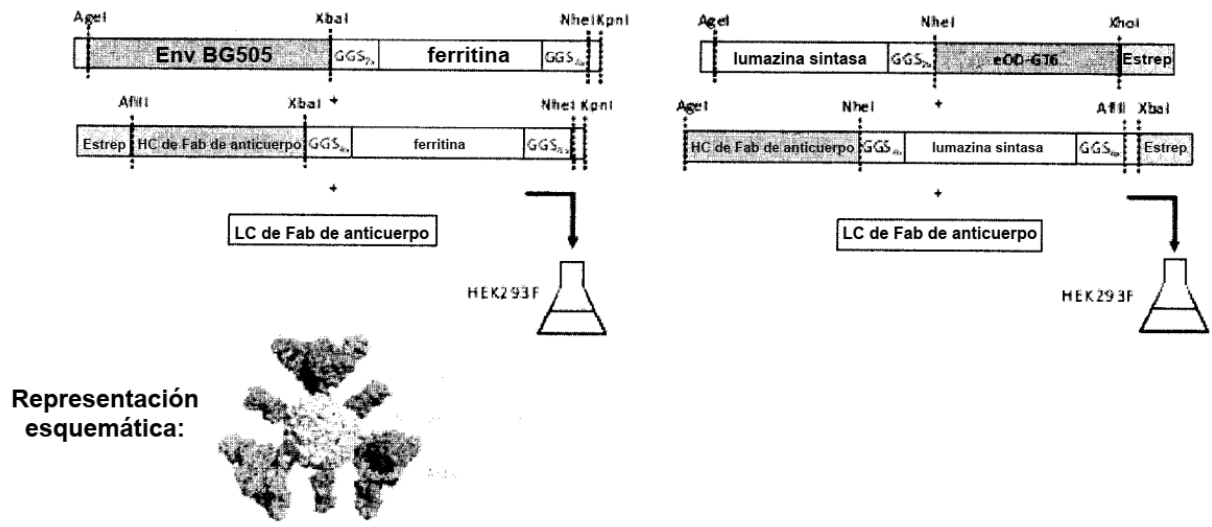 AgeI XbaI NheI KpnI
Env BG505 GGS ferritina GGS
+
AflII XbaI NheI KpnI
Estrep HC de Fab de anticuerpo GGS ferritina GGS
+
LC de Fab de anticuerpo
HEK293F
AgeI NheI XhoI
lumazina sintasa GGS eOD-GT6 Estrep
+
AgeI NheI AflII XbaI
HC de Fab de anticuerpo GGS lumazina sintasa GGS Estrep
+
LC de Fab de anticuerpo
HEK293F
Representación
esquemática: